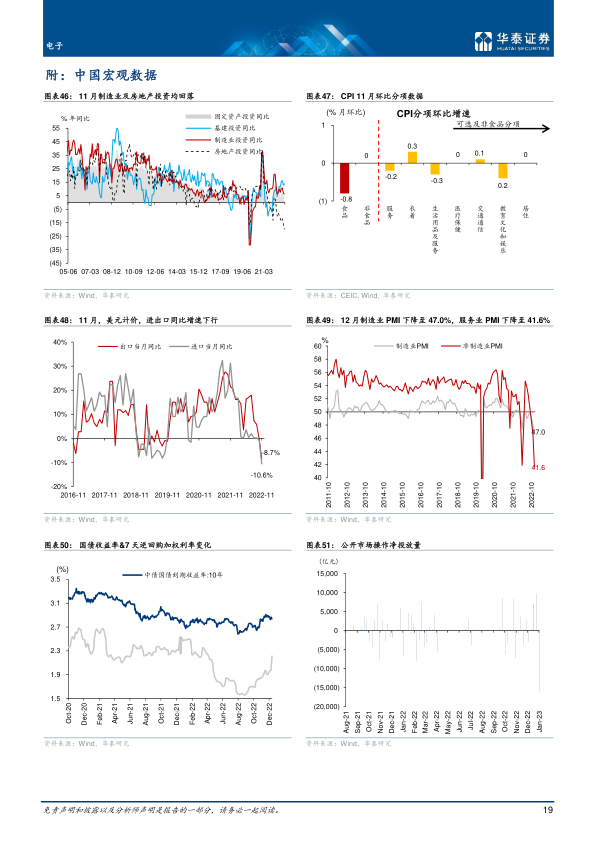 电子
华泰证券
HUATAI SECURITIES
附：中国宏观数据
图表46： 11 月制造业及房地产投资均回落
% 年同比
固定资产投资同比
基建投资同比
制造业投资同比
房地产投资同比
55
45
35
25
15
5
(5)
(15)
(25)
(35)
(45)
05-06 07-03 08-12 10-09 12-06 14-03 15-12 17-09 19-06 21-03
资料来源：Wind，华泰研究
图表47： CPI 11 月环比分项数据
(% 月环比)
CPI分项环比增速
可选及非食品分项
1
0
(1)
-0.8
0
-0.2
0.3
-0.3
0
0.1
0.2
0
食品
非食品
服务
衣着
生活用品及服务
医疗保健
交通通信
教育文化和娱乐
居住
资料来源：CEIC, Wind, 华泰研究
图表48： 11 月，美元计价，进出口同比增速下行
出口当月同比
进口当月同比
40%
30%
20%
10%
0%
-10%
-20%
-8.7%
-10.6%
2016-11 2017-11 2018-11 2019-11 2020-11 2021-11 2022-11
资料来源：Wind，华泰研究
图表49： 12 月制造业 PMI 下降至 47.0%，服务业 PMI 下降至 41.6%
%
制造业PMI
非制造业PMI
60
58
56
54
52
50
48
46
44
42
40
47.0
41.6
2011-10
2012-10
2013-10
2014-10
2015-10
2016-10
2017-10
2018-10
2019-10
2020-10
2021-10
2022-10
资料来源：Wind，华泰研究
图表50： 国债收益率&7 天逆回购加权利率变化
(%)
中债国债到期收益率:10年
3.5
3.1
2.7
2.3
1.9
1.5
Oct-20
Dec-20
Feb-21
Apr-21
Jun-21
Aug-21
Oct-21
Dec-21
Feb-22
Apr-22
Jun-22
Aug-22
Oct-22
Dec-22
资料来源：Wind，华泰研究
图表51： 公开市场操作净投放量
(亿元)
15,000
10,000
5,000
0
(5,000)
(10,000)
(15,000)
(20,000)
Aug-21
Sep-21
Oct-21
Nov-21
Dec-21
Jan-22
Feb-22
Mar-22
Apr-22
May-22
Jun-22
Jul-22
Aug-22
Sep-22
Oct-22
Nov-22
Dec-22
Jan-23
资料来源：Wind，华泰研究
免责声明和披露以及分析师声明是报告的一部分，请务必一起阅读。
19